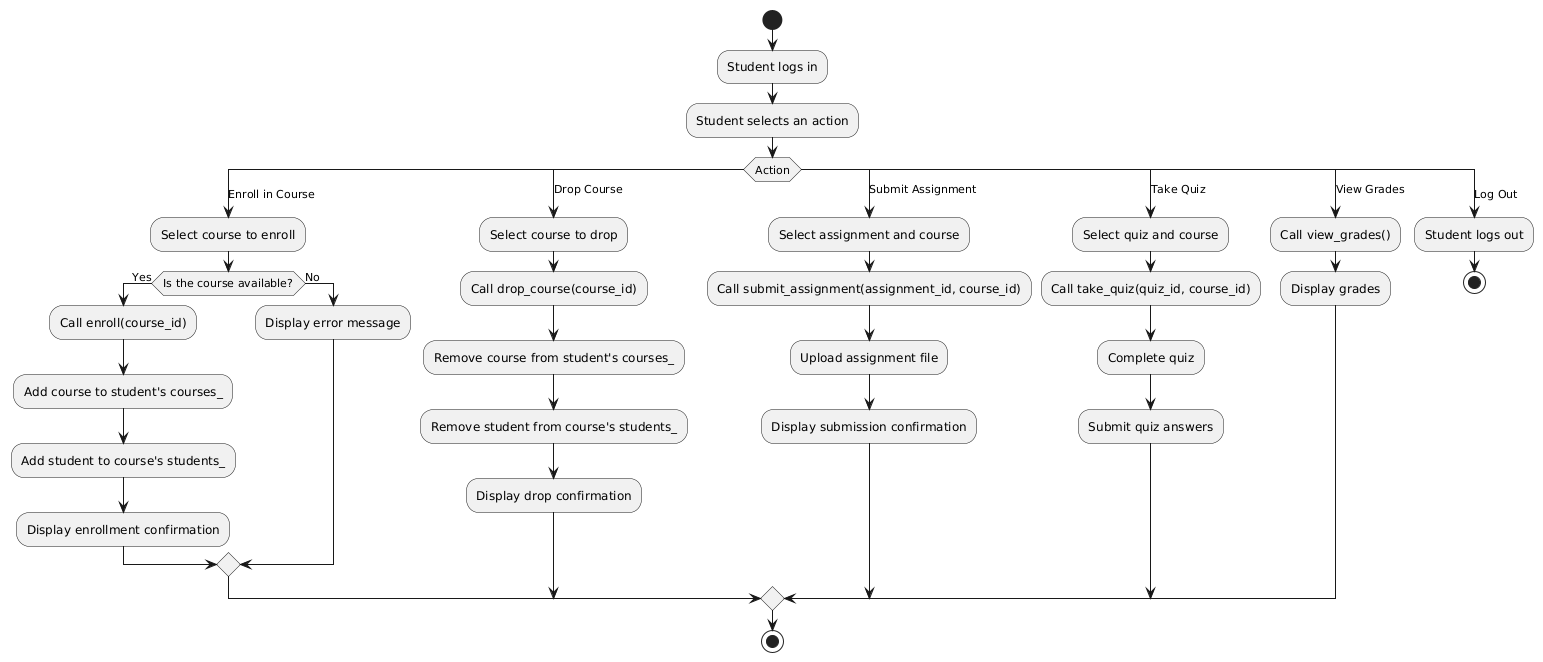 Student logs in
Student selects an action
Action
Enroll in Course
Select course to enroll
Is the course available?
Yes
No
Call enroll(course_id)
Add course to student's courses_
Add student to course's students_
Display enrollment confirmation
Display error message
Drop Course
Select course to drop
Call drop_course(course_id)
Remove course from student's courses_
Remove student from course's students_
Display drop confirmation
Submit Assignment
Select assignment and course
Call submit_assignment(assignment_id, course_id)
Upload assignment file
Display submission confirmation
Take Quiz
Select quiz and course
Call take_quiz(quiz_id, course_id)
Complete quiz
Submit quiz answers
View Grades
Call view_grades()
Display grades
Log Out
Student logs out